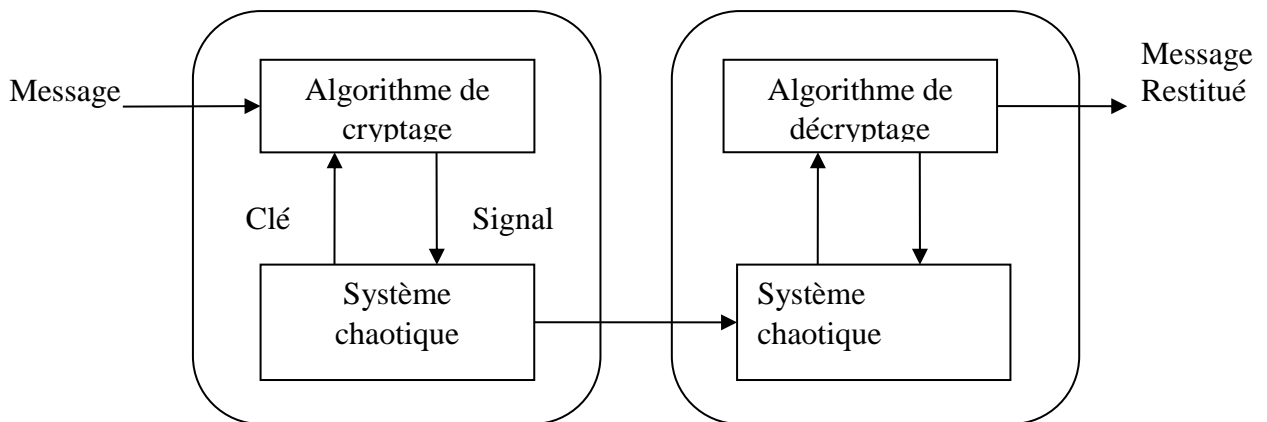 Message
Algorithme de
cryptage
Clé
Signal
Système
chaotique
Algorithme de
décryptage
Système
chaotique
Message
Restitué